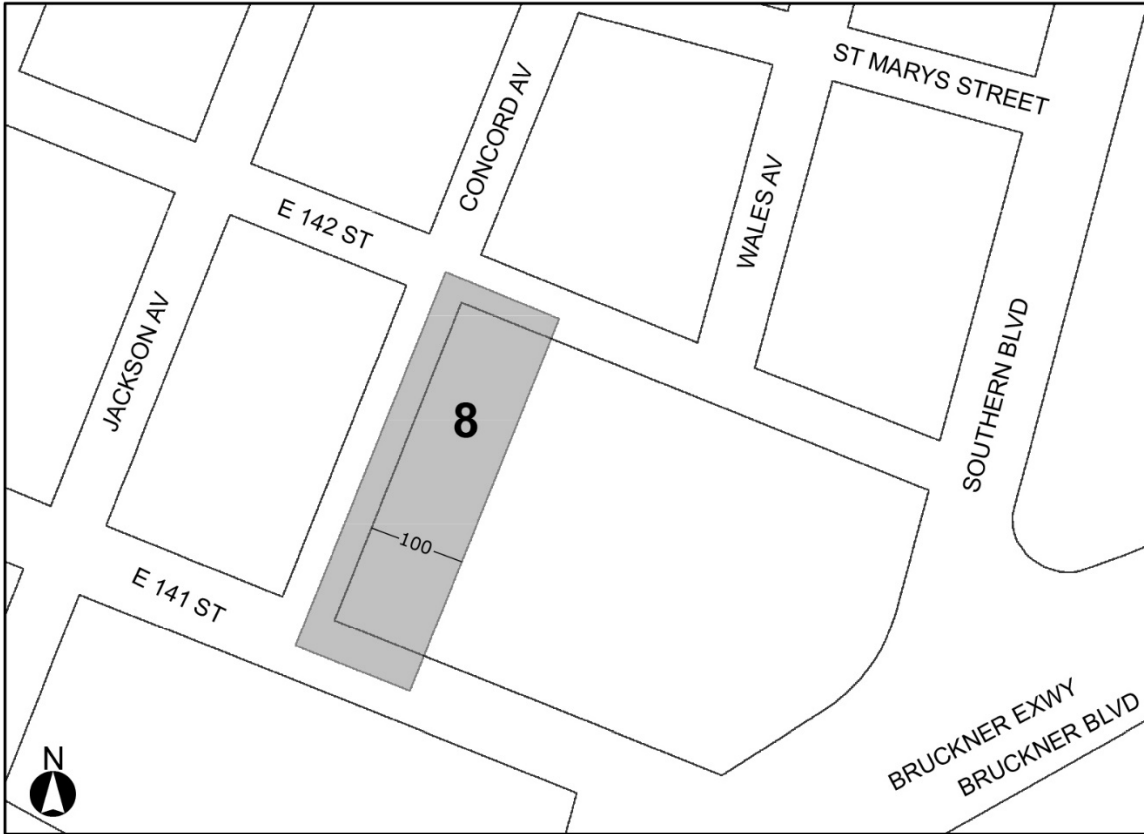 ST MARYS STREET
CONCORD AV
WALES AV
E 142 ST
JACKSON AV
SOUTHERN BLVD
8
100
E 141 ST
BRUCKNER EXWY
BRUCKNER BLVD
N